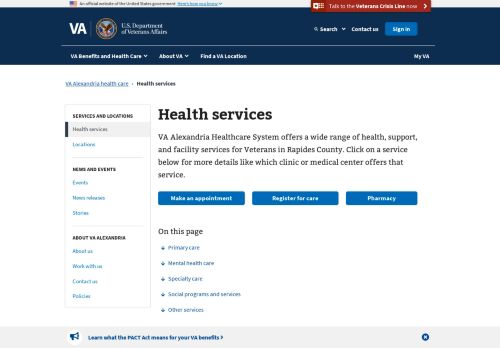 An official website of the United States government Here's how you know
Talk to the Veterans Crisis Line now
VA
U.S. Department
of Veterans Affairs
Search
Contact us
Sign in
VA Benefits and Health Care
About VA
Find a VA Location
My VA
VA Alexandria health care › Health services
SERVICES AND LOCATIONS
Health services
Locations
NEWS AND EVENTS
Events
News releases
Stories
ABOUT VA ALEXANDRIA
About us
Work with us
Contact us
Policies
Health services
VA Alexandria Healthcare System offers a wide range of health, support,
and facility services for Veterans in Rapides County. Click on a service
below for more details like which clinic or medical center offers that
service.
Make an appointment
Register for care
Pharmacy
On this page
Primary care
Mental health care
Specialty care
Social programs and services
Other services
Learn what the PACT Act means for your VA benefits